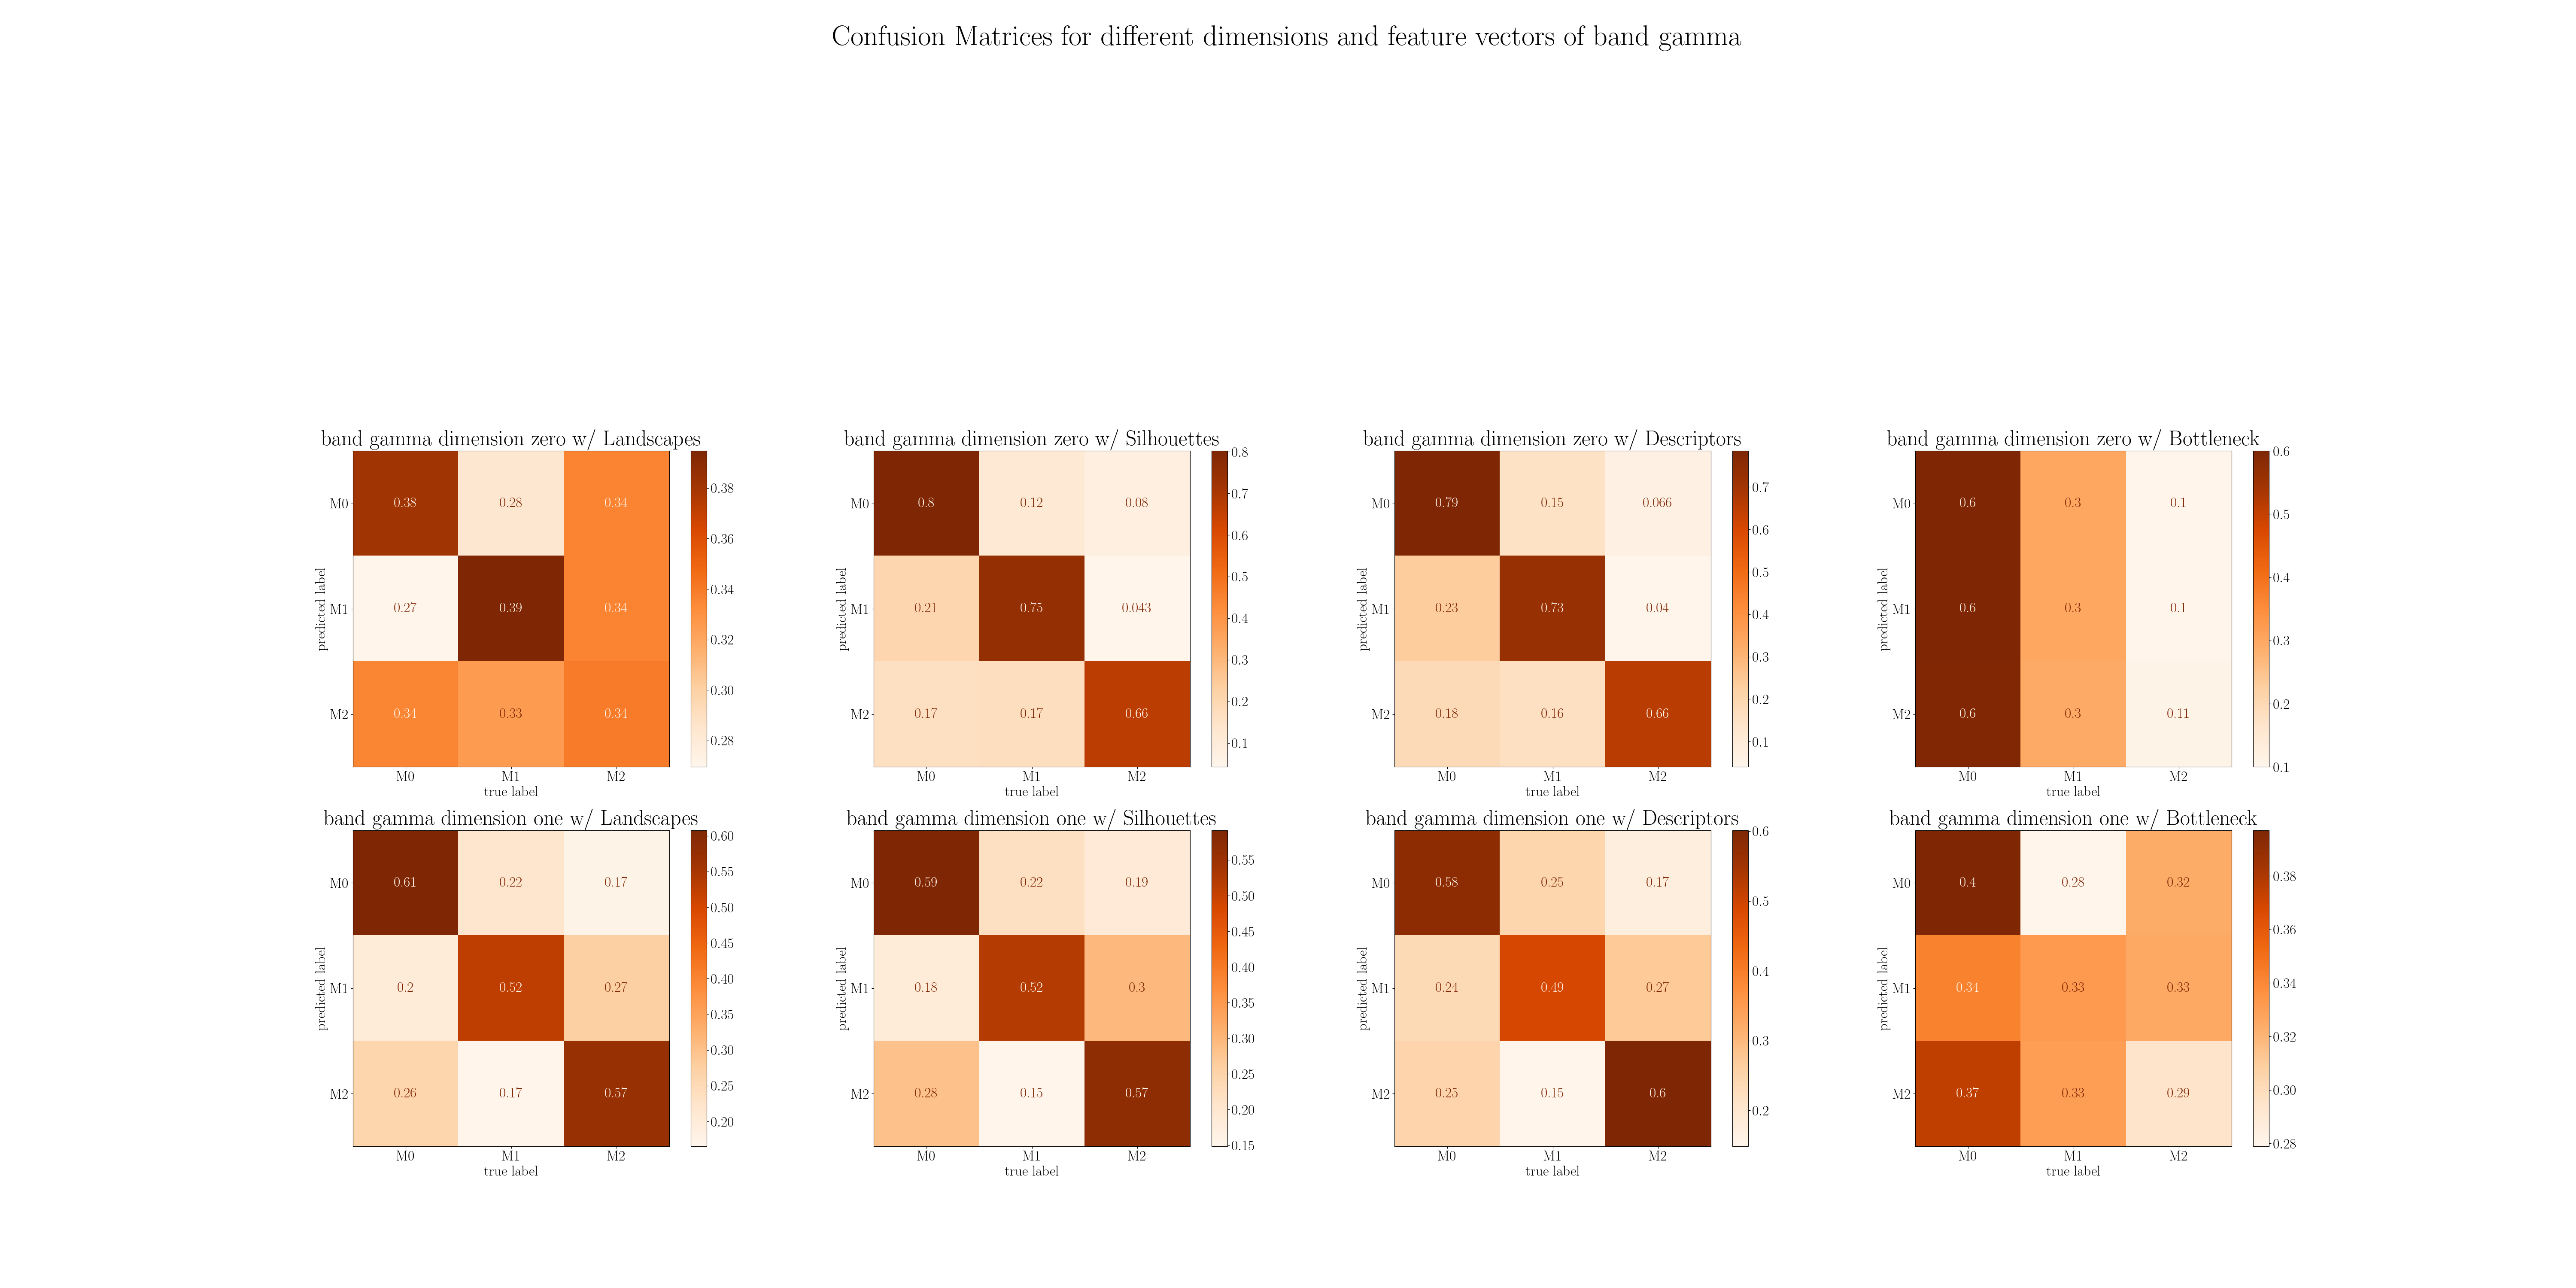 Confusion Matrices for different dimensions and feature vectors of band gamma
band gamma dimension zero w/ Landscapes
M0
M1
M2
predicted label
0.38 0.28 0.34
0.27 0.39 0.34
0.34 0.33 0.34
M0 M1 M2
true label
0.38
0.36
0.34
0.32
0.30
0.28
band gamma dimension zero w/ Silhouettes
M0
M1
M2
predicted label
0.8 0.12 0.08
0.21 0.75 0.043
0.17 0.17 0.66
M0 M1 M2
true label
0.8
0.7
0.6
0.5
0.4
0.3
0.2
0.1
band gamma dimension zero w/ Descriptors
M0
M1
M2
predicted label
0.79 0.15 0.066
0.23 0.73 0.04
0.18 0.16 0.66
M0 M1 M2
true label
0.7
0.6
0.5
0.4
0.3
0.2
0.1
band gamma dimension zero w/ Bottleneck
M0
M1
M2
predicted label
0.6 0.3 0.1
0.6 0.3 0.1
0.6 0.3 0.11
M0 M1 M2
true label
0.6
0.5
0.4
0.3
0.2
0.1
band gamma dimension one w/ Landscapes
M0
M1
M2
predicted label
0.61 0.22 0.17
0.2 0.52 0.27
0.26 0.17 0.57
M0 M1 M2
true label
0.60
0.55
0.50
0.45
0.40
0.35
0.30
0.25
0.20
band gamma dimension one w/ Silhouettes
M0
M1
M2
predicted label
0.59 0.22 0.19
0.18 0.52 0.3
0.28 0.15 0.57
M0 M1 M2
true label
0.55
0.50
0.45
0.40
0.35
0.30
0.25
0.20
0.15
band gamma dimension one w/ Descriptors
M0
M1
M2
predicted label
0.58 0.25 0.17
0.24 0.49 0.27
0.25 0.15 0.6
M0 M1 M2
true label
0.6
0.5
0.4
0.3
0.2
band gamma dimension one w/ Bottleneck
M0
M1
M2
predicted label
0.4 0.28 0.32
0.34 0.33 0.33
0.37 0.33 0.29
M0 M1 M2
true label
0.38
0.36
0.34
0.32
0.30
0.28